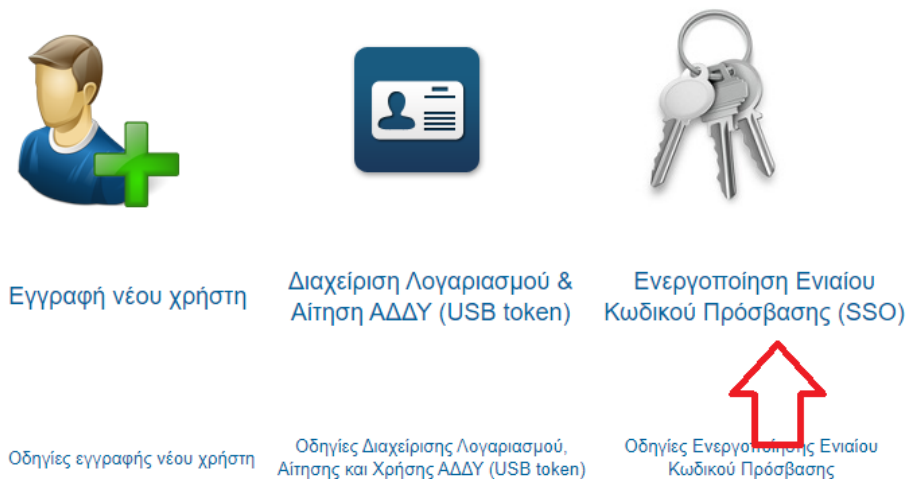 Εγγραφή νέου χρήστη
Διαχείριση Λογαριασμού &
Αίτηση ΑΔΔΥ (USB token)
Ενεργοποίηση Ενιαίου
Κωδικού Πρόσβασης (SSO)
Οδηγίες εγγραφής νέου χρήστη
Οδηγίες Διαχείρισης Λογαριασμού,
Αίτησης και Χρήσης ΑΔΔΥ (USB token)
Οδηγίες Ενεργοποίησης Ενιαίου
Κωδικού Πρόσβασης